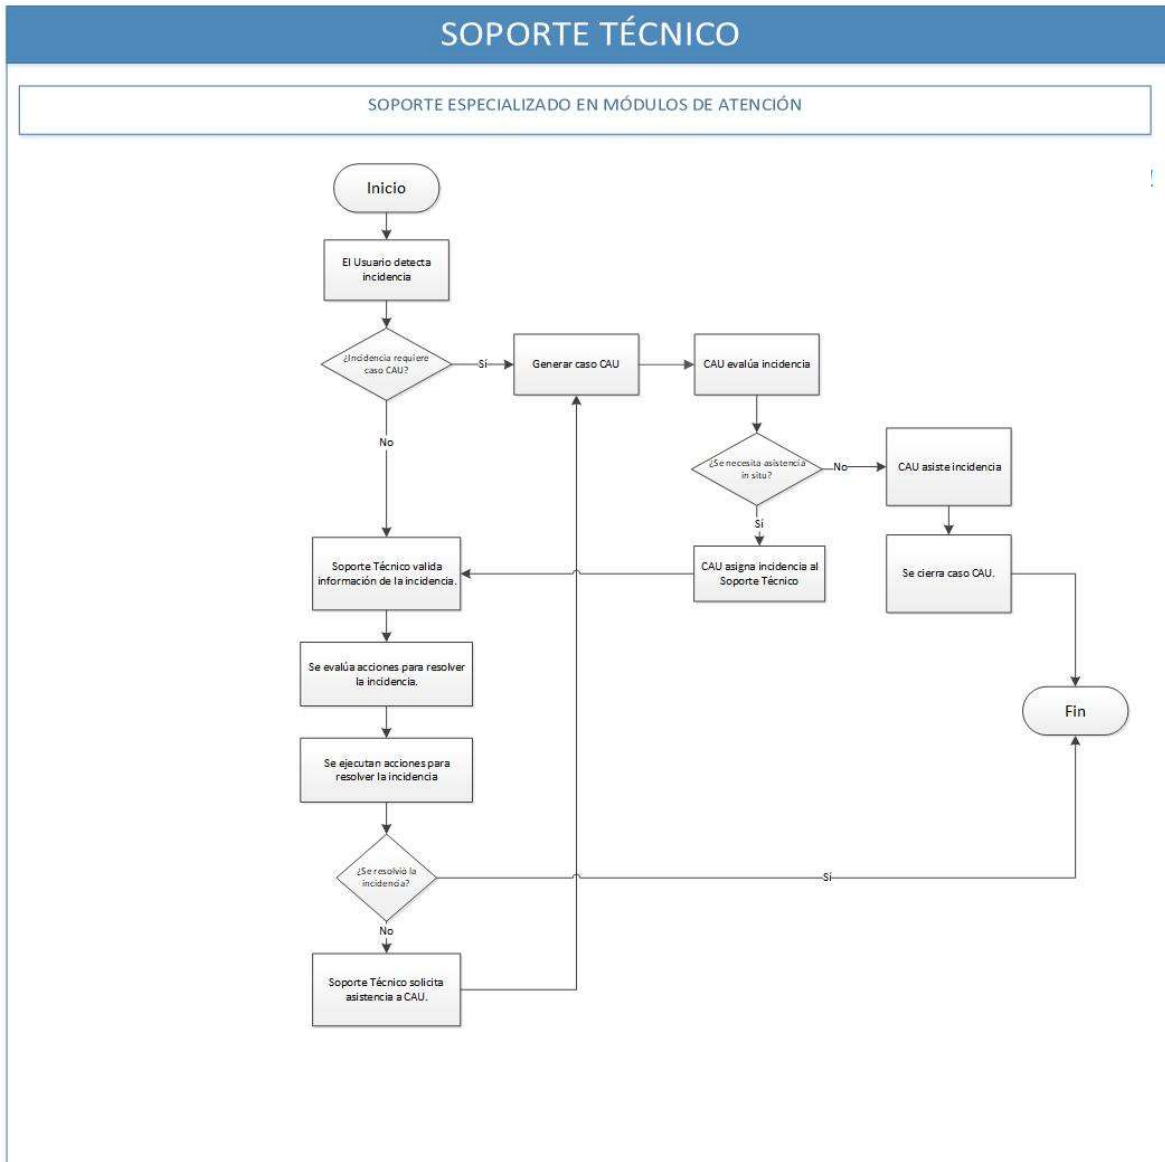 SOPORTE TÉCNICO
SOPORTE ESPECIALIZADO EN MÓDULOS DE ATENCIÓN
Inicio
El Usuario detecta
incidencia
¿Incidencia requiere
caso CAU?
Sí
Generar caso CAU
CAU evalúa incidencia
No
¿Se necesita asistencia
in situ?
No
CAU asiste incidencia
Sí
Soporte Técnico valida
información de la incidencia.
CAU asigna incidencia al
Soporte Técnico
Se cierra caso CAU.
Se evalúa acciones para resolver
la incidencia.
Fin
Se ejecutan acciones para
resolver la incidencia
¿Se resolvió la
incidencia?
Sí
No
Soporte Técnico solicita
asistencia a CAU.